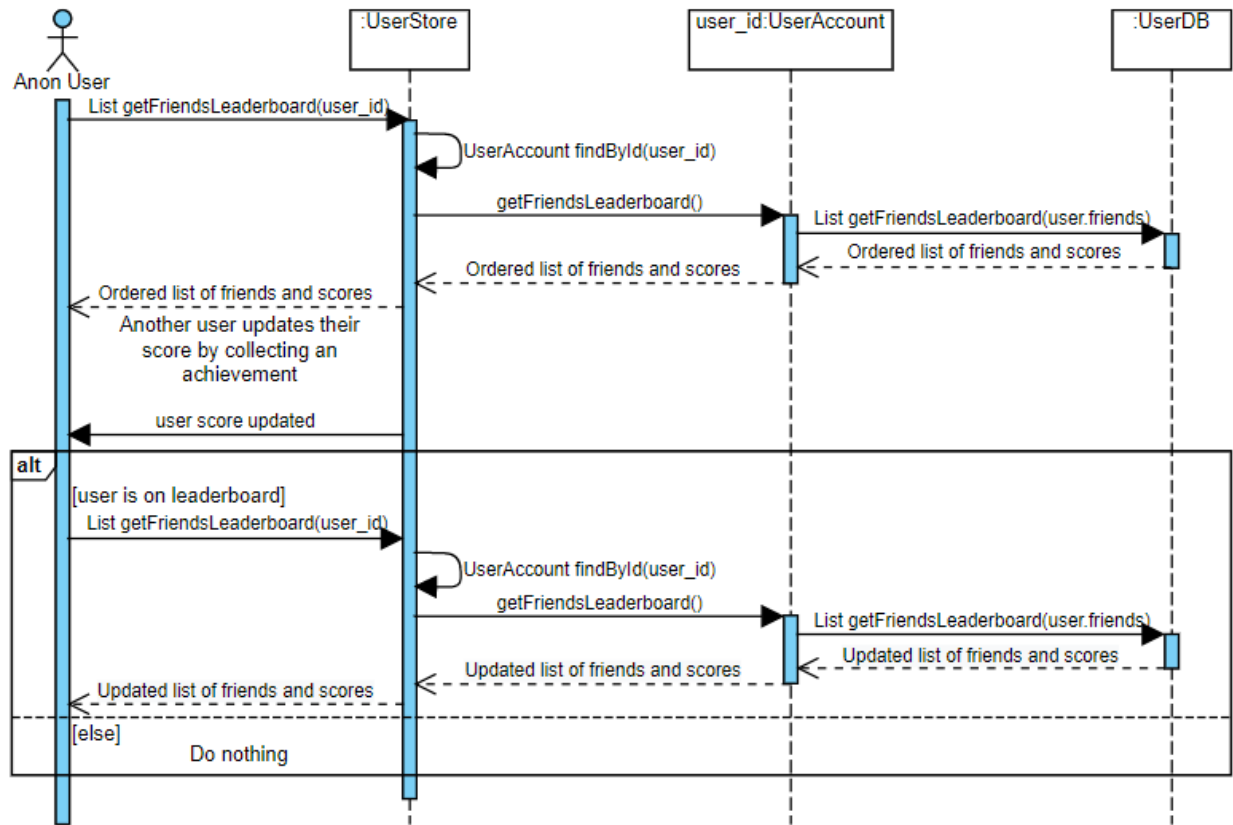 :UserStore
user_id:UserAccount
:UserDB
Anon User
List getFriendsLeaderboard(user_id)
UserAccount findById(user_id)
getFriendsLeaderboard()
List getFriendsLeaderboard(user.friends)
Ordered list of friends and scores
Ordered list of friends and scores
Ordered list of friends and scores
Another user updates their
score by collecting an
achievement
user score updated
alt
[user is on leaderboard]
List getFriendsLeaderboard(user_id)
UserAccount findById(user_id)
getFriendsLeaderboard()
List getFriendsLeaderboard(user.friends)
Updated list of friends and scores
Updated list of friends and scores
Updated list of friends and scores
[else]
Do nothing